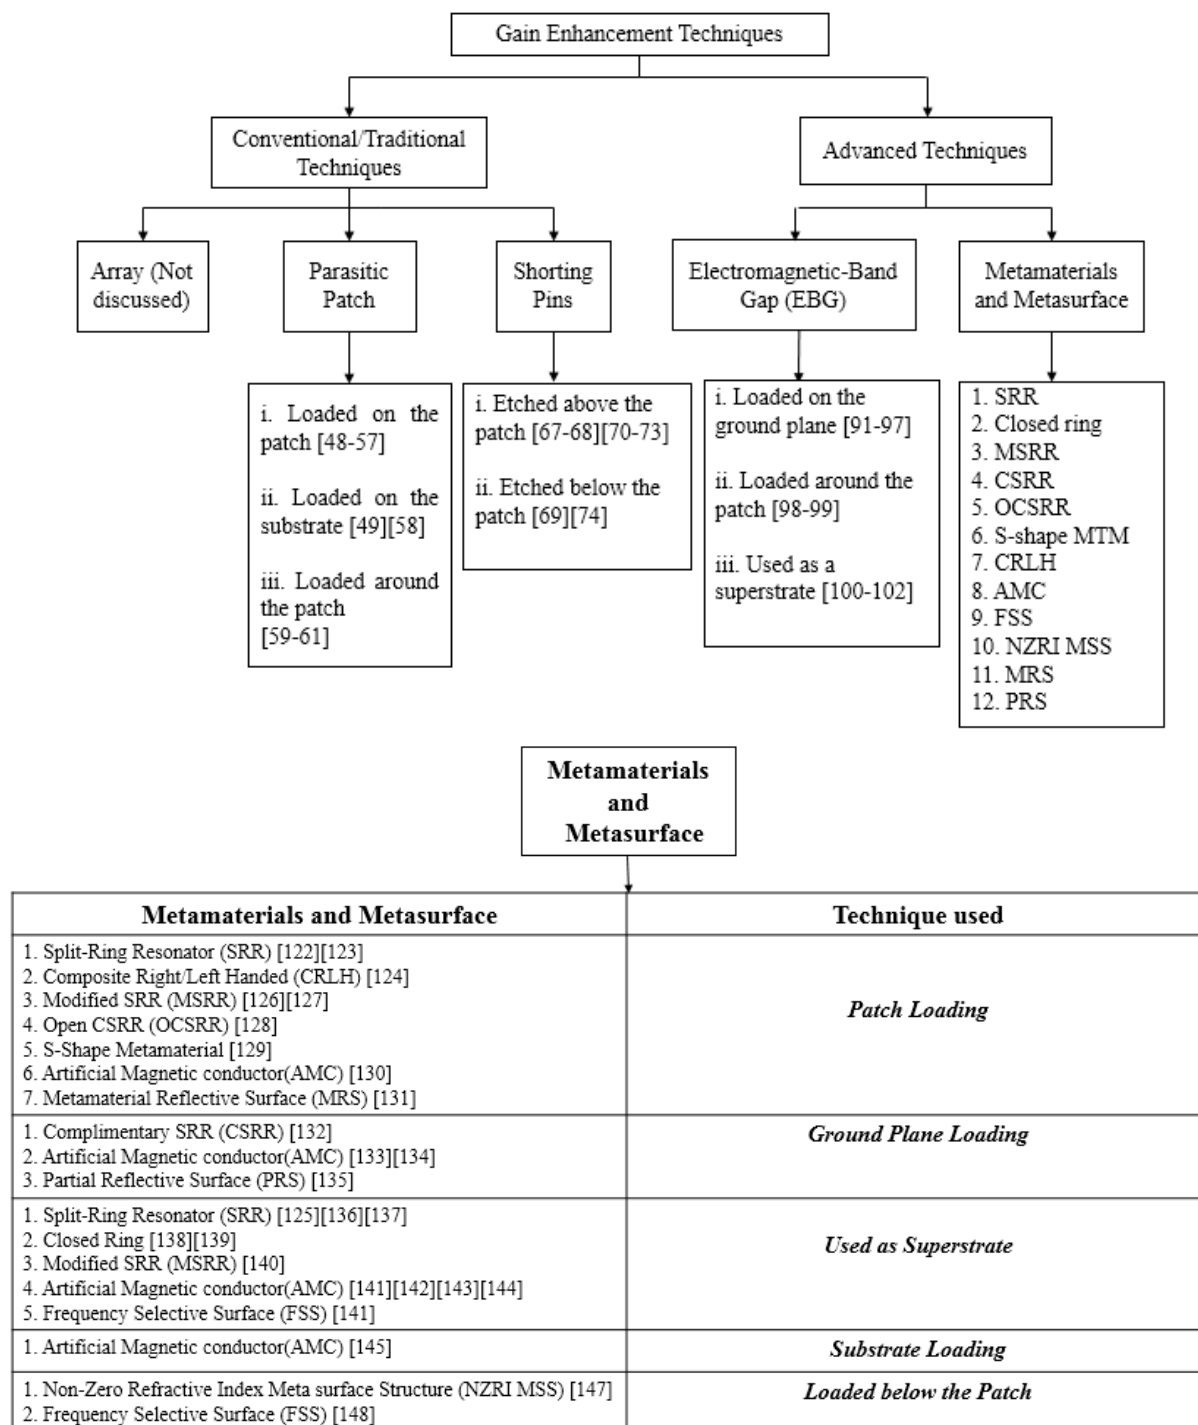 Gain Enhancement Techniques
Conventional/Traditional
Techniques
Advanced Techniques
Array (Not
discussed)
Parasitic
Patch
Shorting
Pins
Electromagnetic-Band
Gap (EBG)
Metamaterials
and Metasurface
i. Loaded on the
patch [48-57]
ii. Loaded on the
substrate [49][58]
iii. Loaded around
the patch
[59-61]
i. Etched above the
patch [67-68][70-73]
ii. Etched below the
patch [69][74]
i. Loaded on the
ground plane [91-97]
ii. Loaded around the
patch [98-99]
iii. Used as a
superstrate [100-102]
1. SRR
2. Closed ring
3. MSRR
4. CSRR
5. OCSRR
6. S-shape MTM
7. CRLH
8. AMC
9. FSS
10. NZRI MSS
11. MRS
12. PRS
Metamaterials
and
Metasurface
Metamaterials and Metasurface
Technique used
1. Split-Ring Resonator (SRR) [122][123]
2. Composite Right/Left Handed (CRLH) [124]
3. Modified SRR (MSRR) [126][127]
4. Open CSRR (OCSRR) [128]
5. S-Shape Metamaterial [129]
6. Artificial Magnetic conductor(AMC) [130]
7. Metamaterial Reflective Surface (MRS) [131]
Patch Loading
1. Complimentary SRR (CSRR) [132]
2. Artificial Magnetic conductor(AMC) [133][134]
3. Partial Reflective Surface (PRS) [135]
Ground Plane Loading
1. Split-Ring Resonator (SRR) [125][136][137]
2. Closed Ring [138][139]
3. Modified SRR (MSRR) [140]
4. Artificial Magnetic conductor(AMC) [141][142][143][144]
5. Frequency Selective Surface (FSS) [141]
Used as Superstrate
1. Artificial Magnetic conductor(AMC) [145]
Substrate Loading
1. Non-Zero Refractive Index Meta surface Structure (NZRI MSS) [147]
2. Frequency Selective Surface (FSS) [148]
Loaded below the Patch